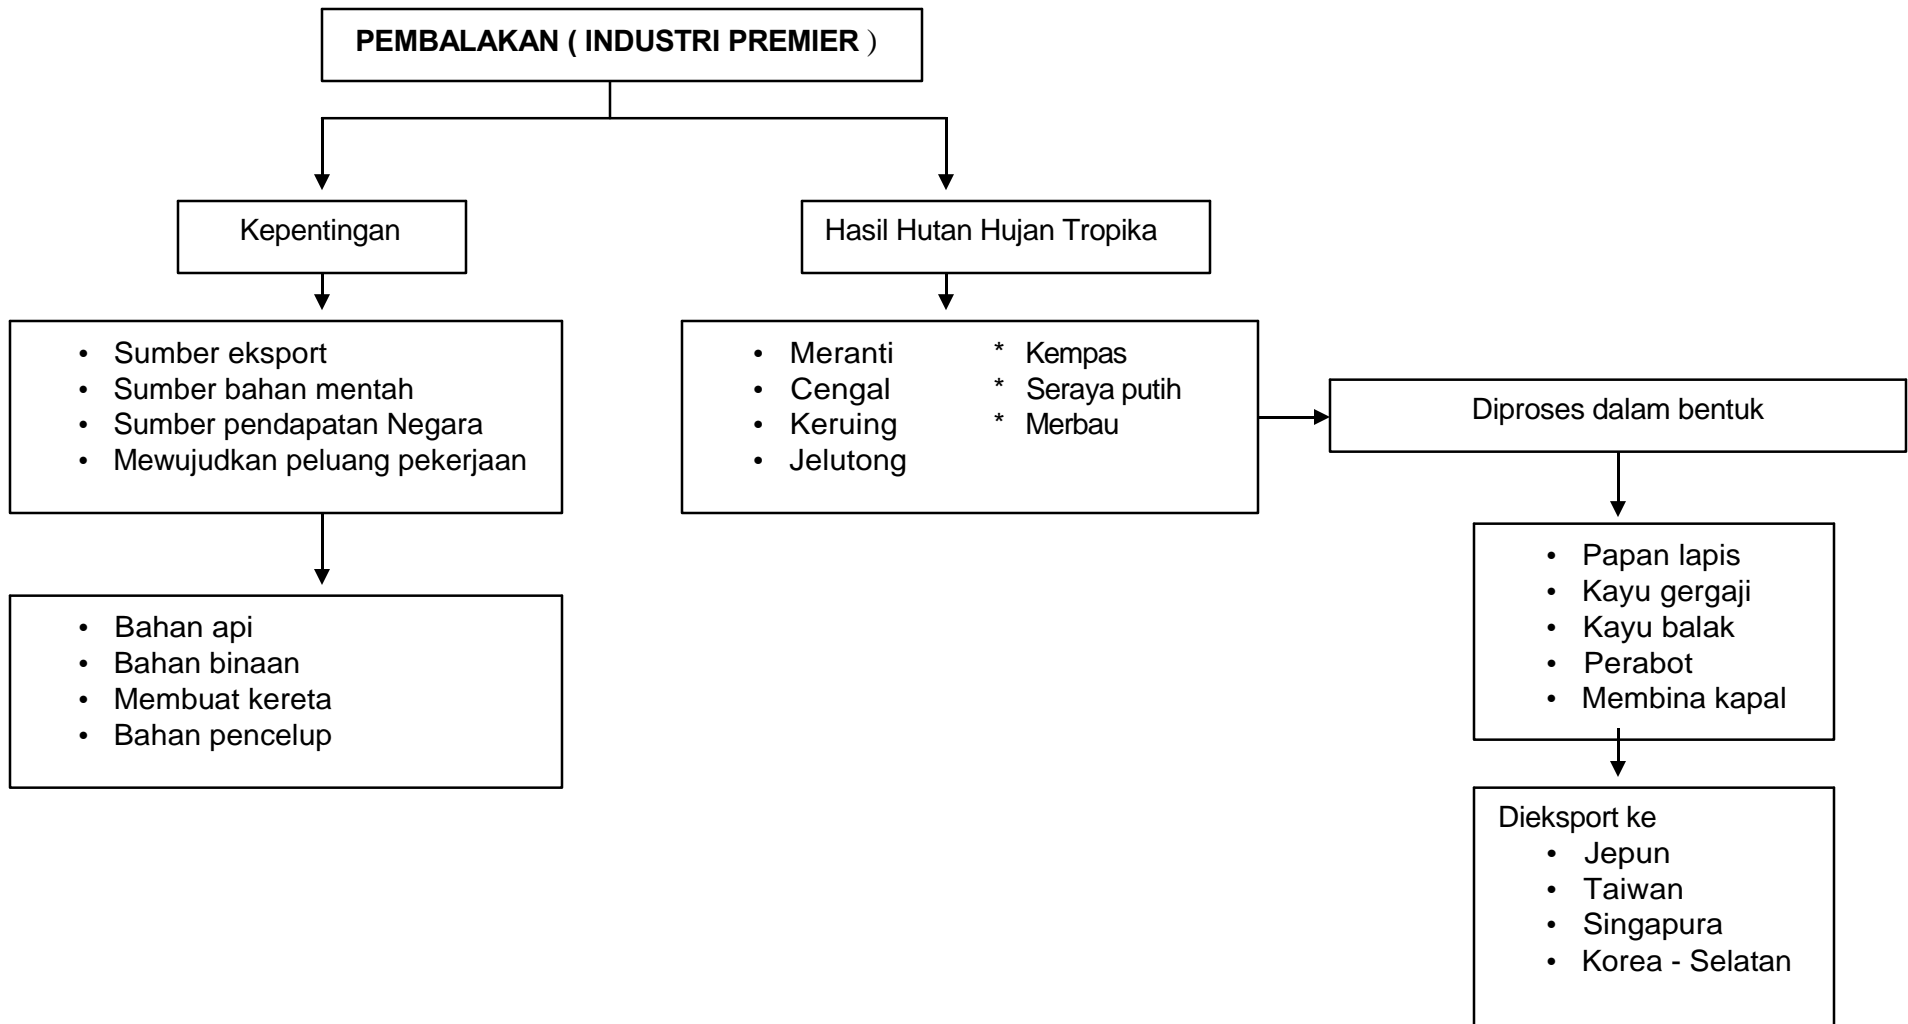 PEMBALAKAN ( INDUSTRI PREMIER )
Kepentingan
• Sumber eksport
• Sumber bahan mentah
• Sumber pendapatan Negara
• Mewujudkan peluang pekerjaan
• Bahan api
• Bahan binaan
• Membuat kereta
• Bahan pencelup
Hasil Hutan Hujan Tropika
• Meranti * Kempas
• Cengal * Seraya putih
• Keruing * Merbau
• Jelutong
Diproses dalam bentuk
• Papan lapis
• Kayu gergaji
• Kayu balak
• Perabot
• Membina kapal
Dieksport ke
• Jepun
• Taiwan
• Singapura
• Korea - Selatan